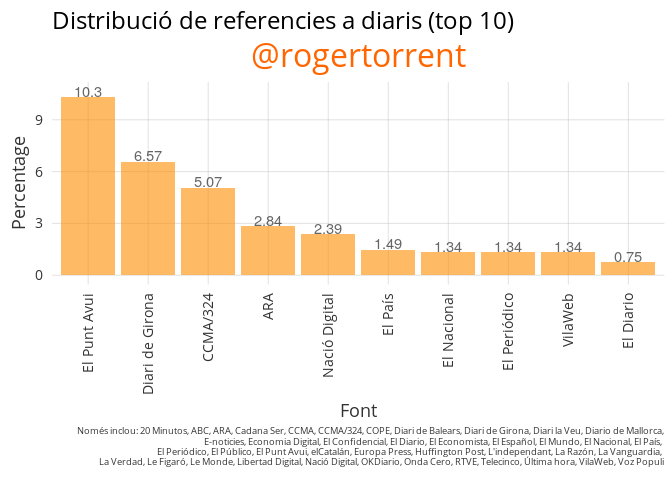 Distribució de referencies a diaris (top 10)
@rogertorrent
Percentage
9
6
3
0
10.3
6.57
5.07
2.84
2.39
1.49
1.34
1.34
1.34
0.75
El Punt Avui
Diari de Girona
CCMA/324
ARA
Nació Digital
El País
El Nacional
El Periódico
VilaWeb
El Diario
Font
Només inclou: 20 Minutos, ABC, ARA, Cadana Ser, CCMA, CCMA/324, COPE, Diari de Balears, Diari de Girona, Diari la Veu, Diario de Mallorca,
E-noticies, Economia Digital, El Confidencial, El Diario, El Economista, El Español, El Mundo, El Nacional, El País,
El Periódico, El Público, El Punt Avui, elCatalán, Europa Press, Huffington Post, L'independant, La Razón, La Vanguardia,
La Verdad, Le Figaró, Le Monde, Libertad Digital, Nació Digital, OKDiario, Onda Cero, RTVE, Telecinco, Última hora, VilaWeb, Voz Populi